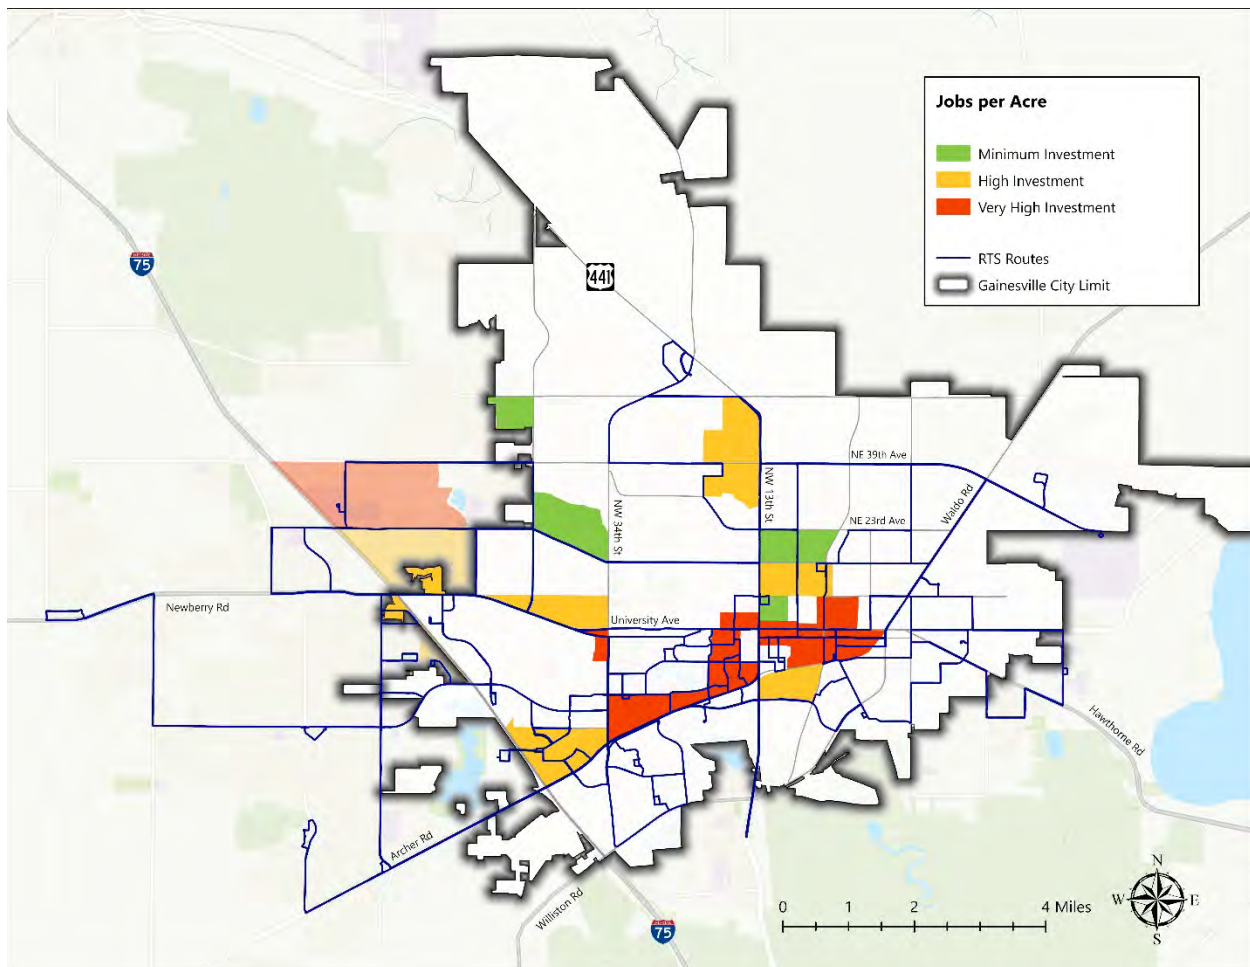 Jobs per Acre
Minimum Investment
High Investment
Very High Investment
RTS Routes
Gainesville City Limit
75
441
NE 39th Ave
NW 13th St
Waldo Rd
NW 34th St
NE 23rd Ave
Newberry Rd
University Ave
Hawthorne Rd
Archer Rd
Williston Rd
75
0 1 2 4 Miles
N
W E
S